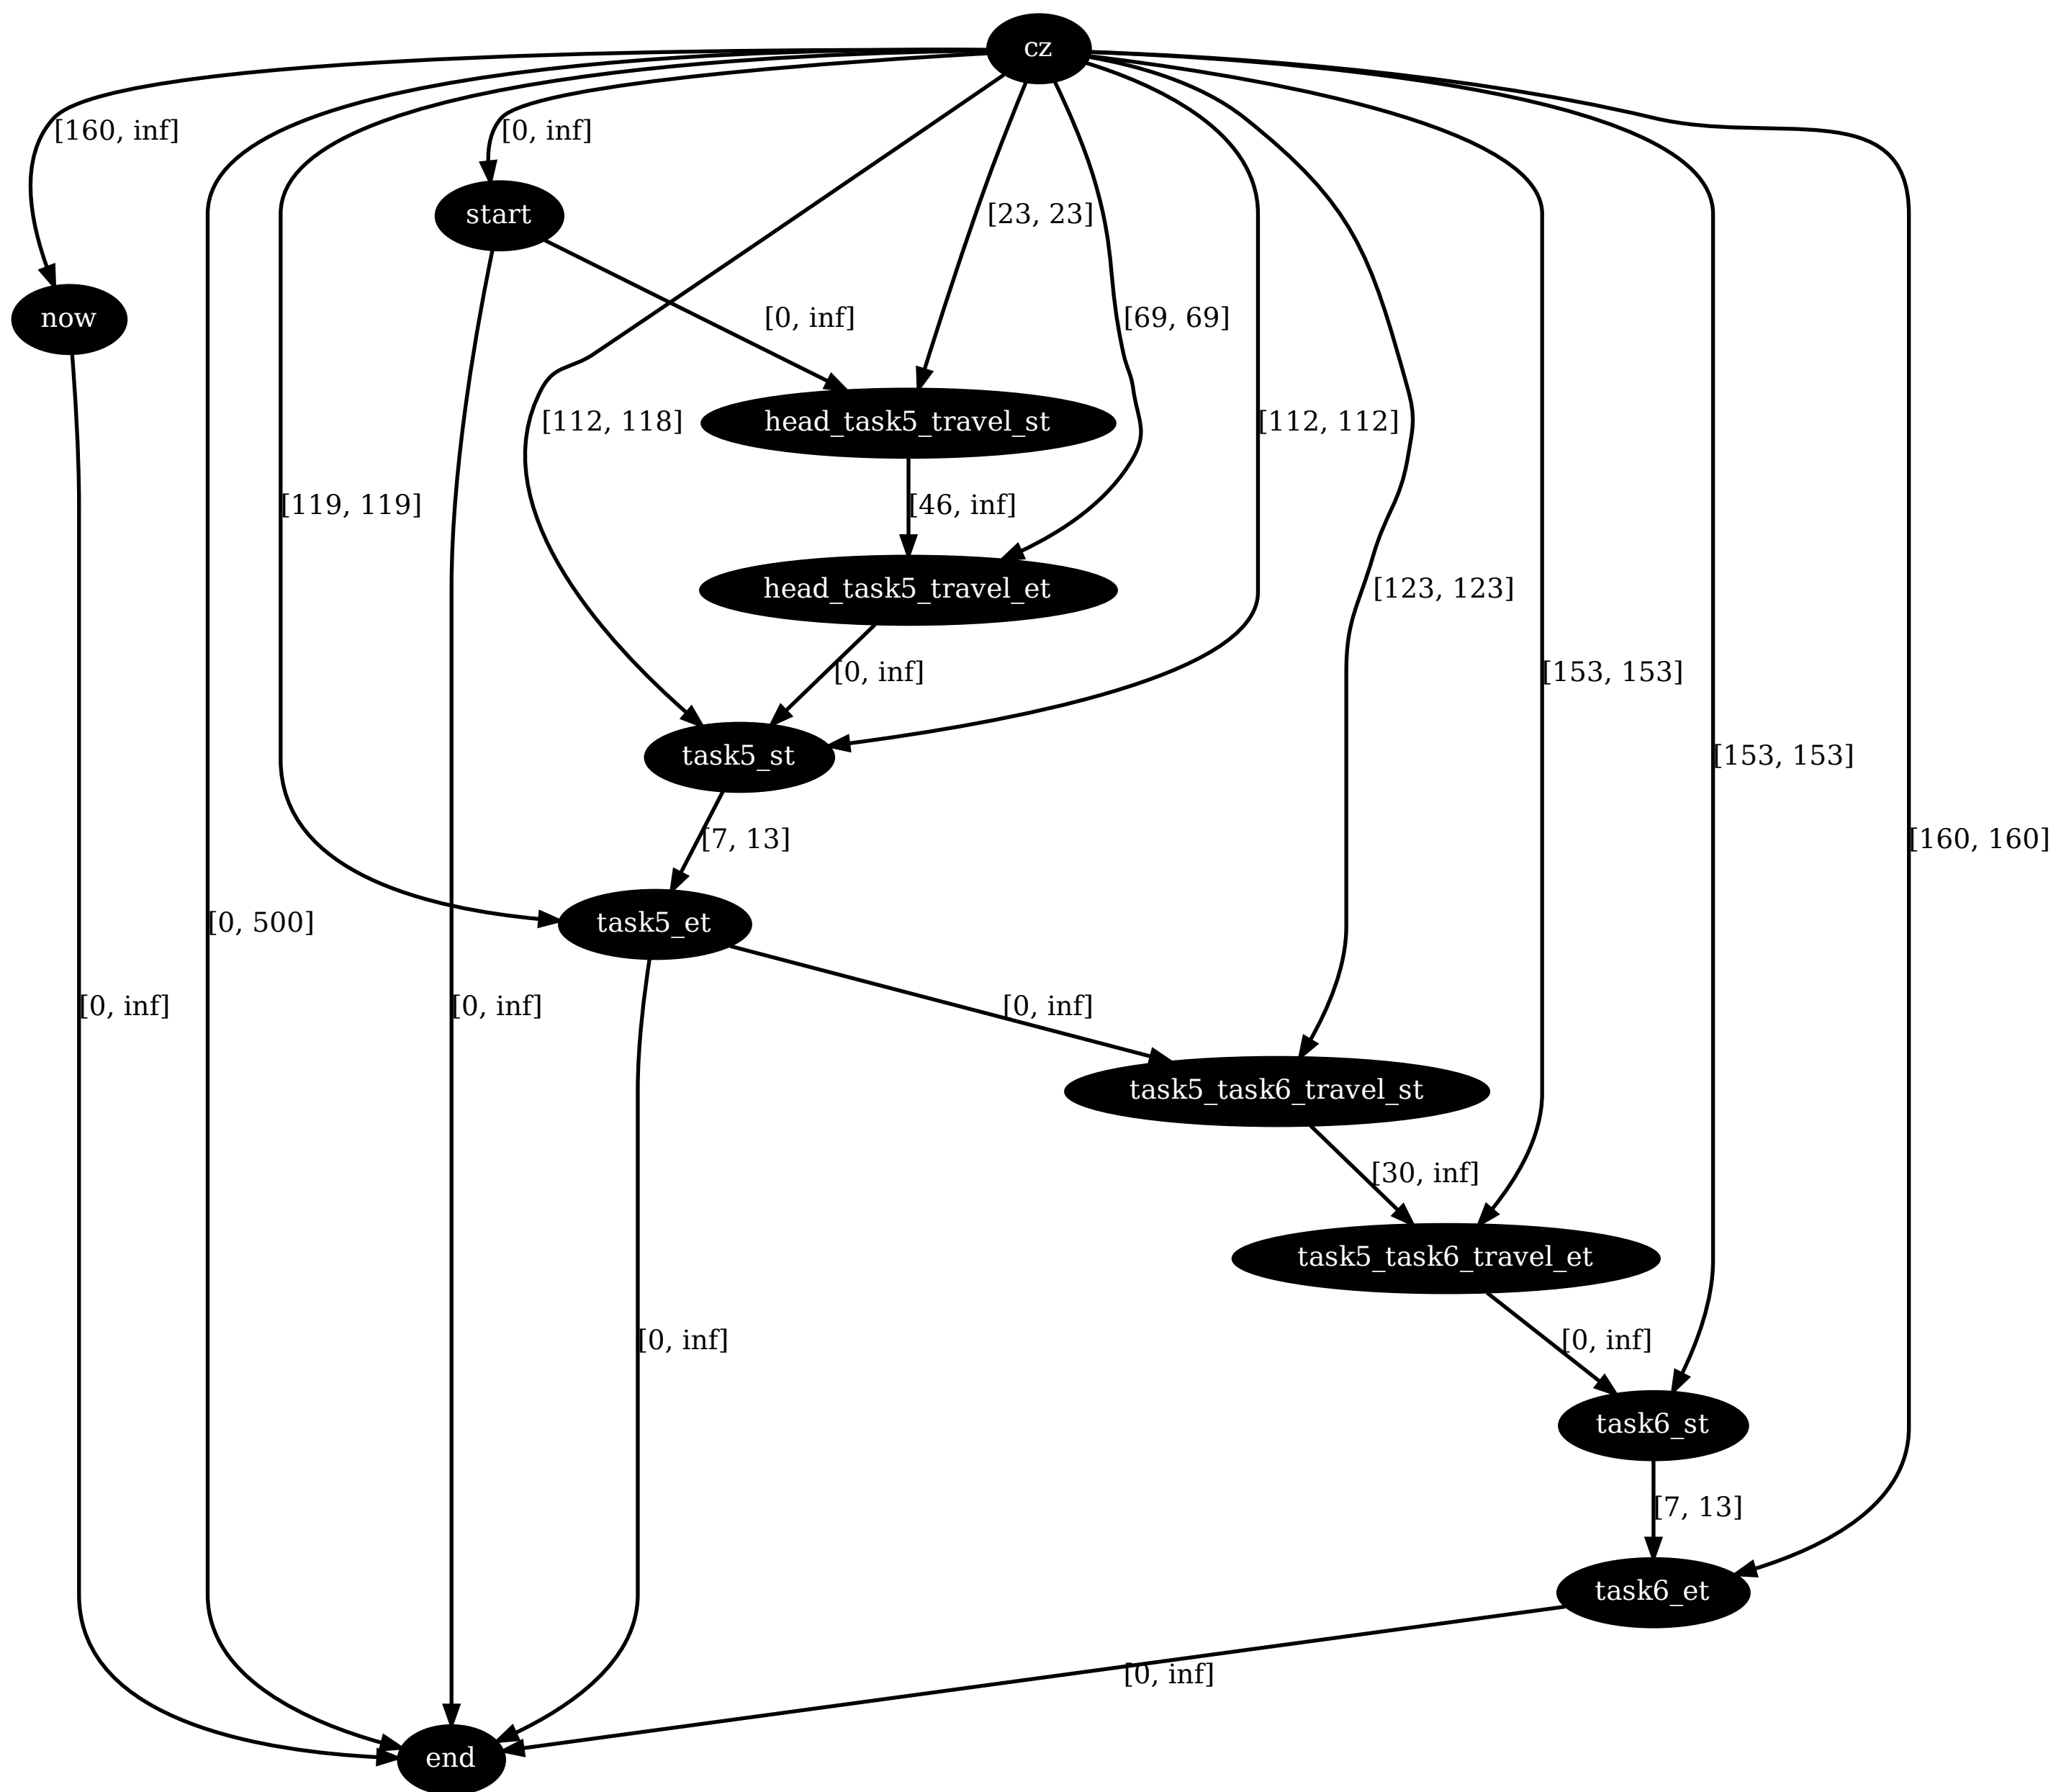 cz
[160, inf]
[0, inf]
start
[23, 23]
now
[0, inf]
[69, 69]
[112, 118]
head_task5_travel_st
[112, 112]
[119, 119]
[46, inf]
head_task5_travel_et
[123, 123]
[0, inf]
[153, 153]
task5_st
[153, 153]
[7, 13]
[160, 160]
[0, 500]
task5_et
[0, inf]
[0, inf]
[0, inf]
task5_task6_travel_st
[30, inf]
task5_task6_travel_et
[0, inf]
[0, inf]
task6_st
[7, 13]
task6_et
[0, inf]
end